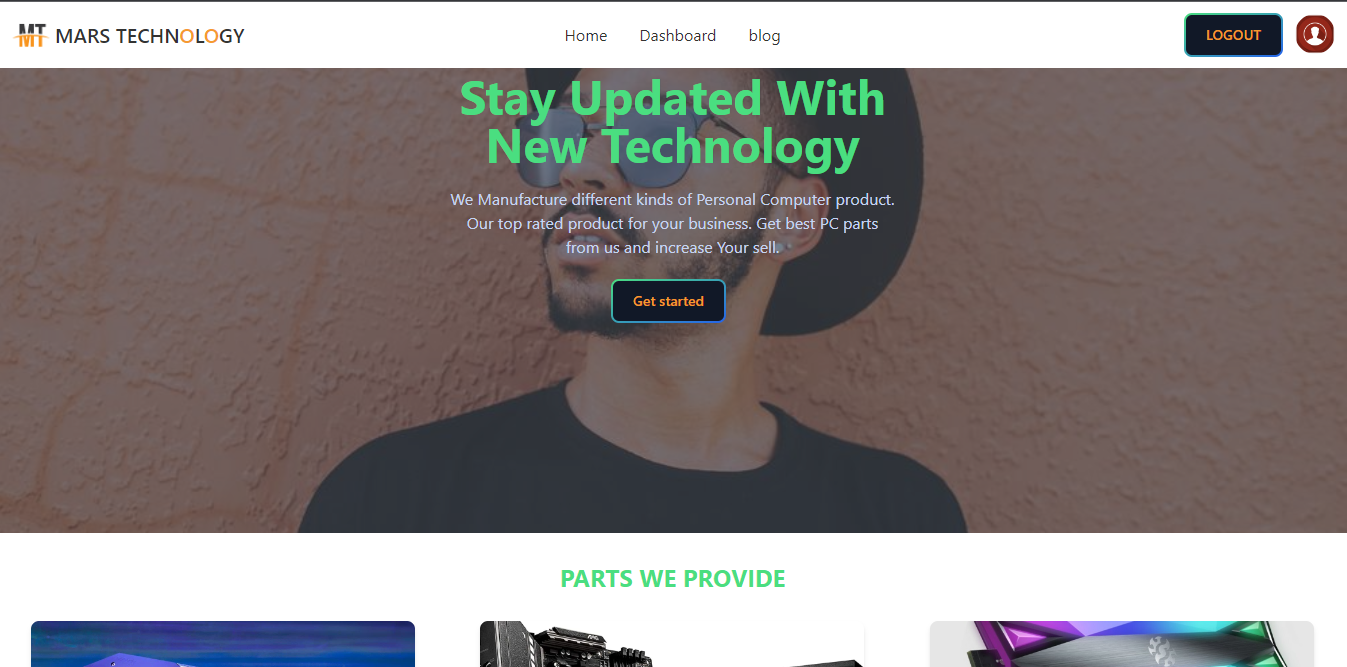 MT MARS TECHNOLOGY
Home
Dashboard
blog
LOGOUT
Stay Updated With
New Technology
We Manufacture different kinds of Personal Computer product.
Our top rated product for your business. Get best PC parts
from us and increase Your sell.
Get started
PARTS WE PROVIDE